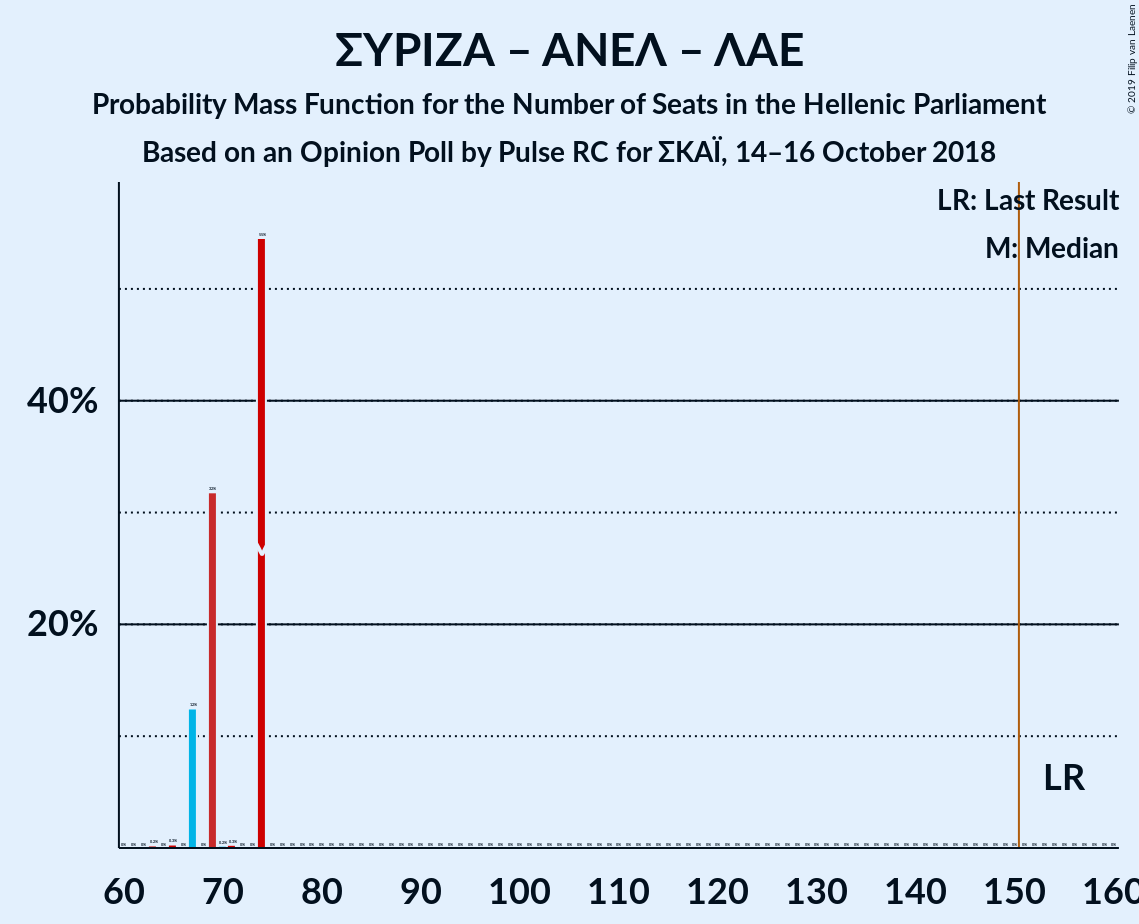 ΣΥΡΙΖΑ – ΑΝΕΛ – ΛΑΕ
Probability Mass Function for the Number of Seats in the Hellenic Parliament
Based on an Opinion Poll by Pulse RC for ΣΚΑΪ, 14–16 October 2018
© 2019 Filip van Laenen
LR: Last Result
M: Median
40%
20%
M
LR
60 70 80 90 100 110 120 130 140 150 160